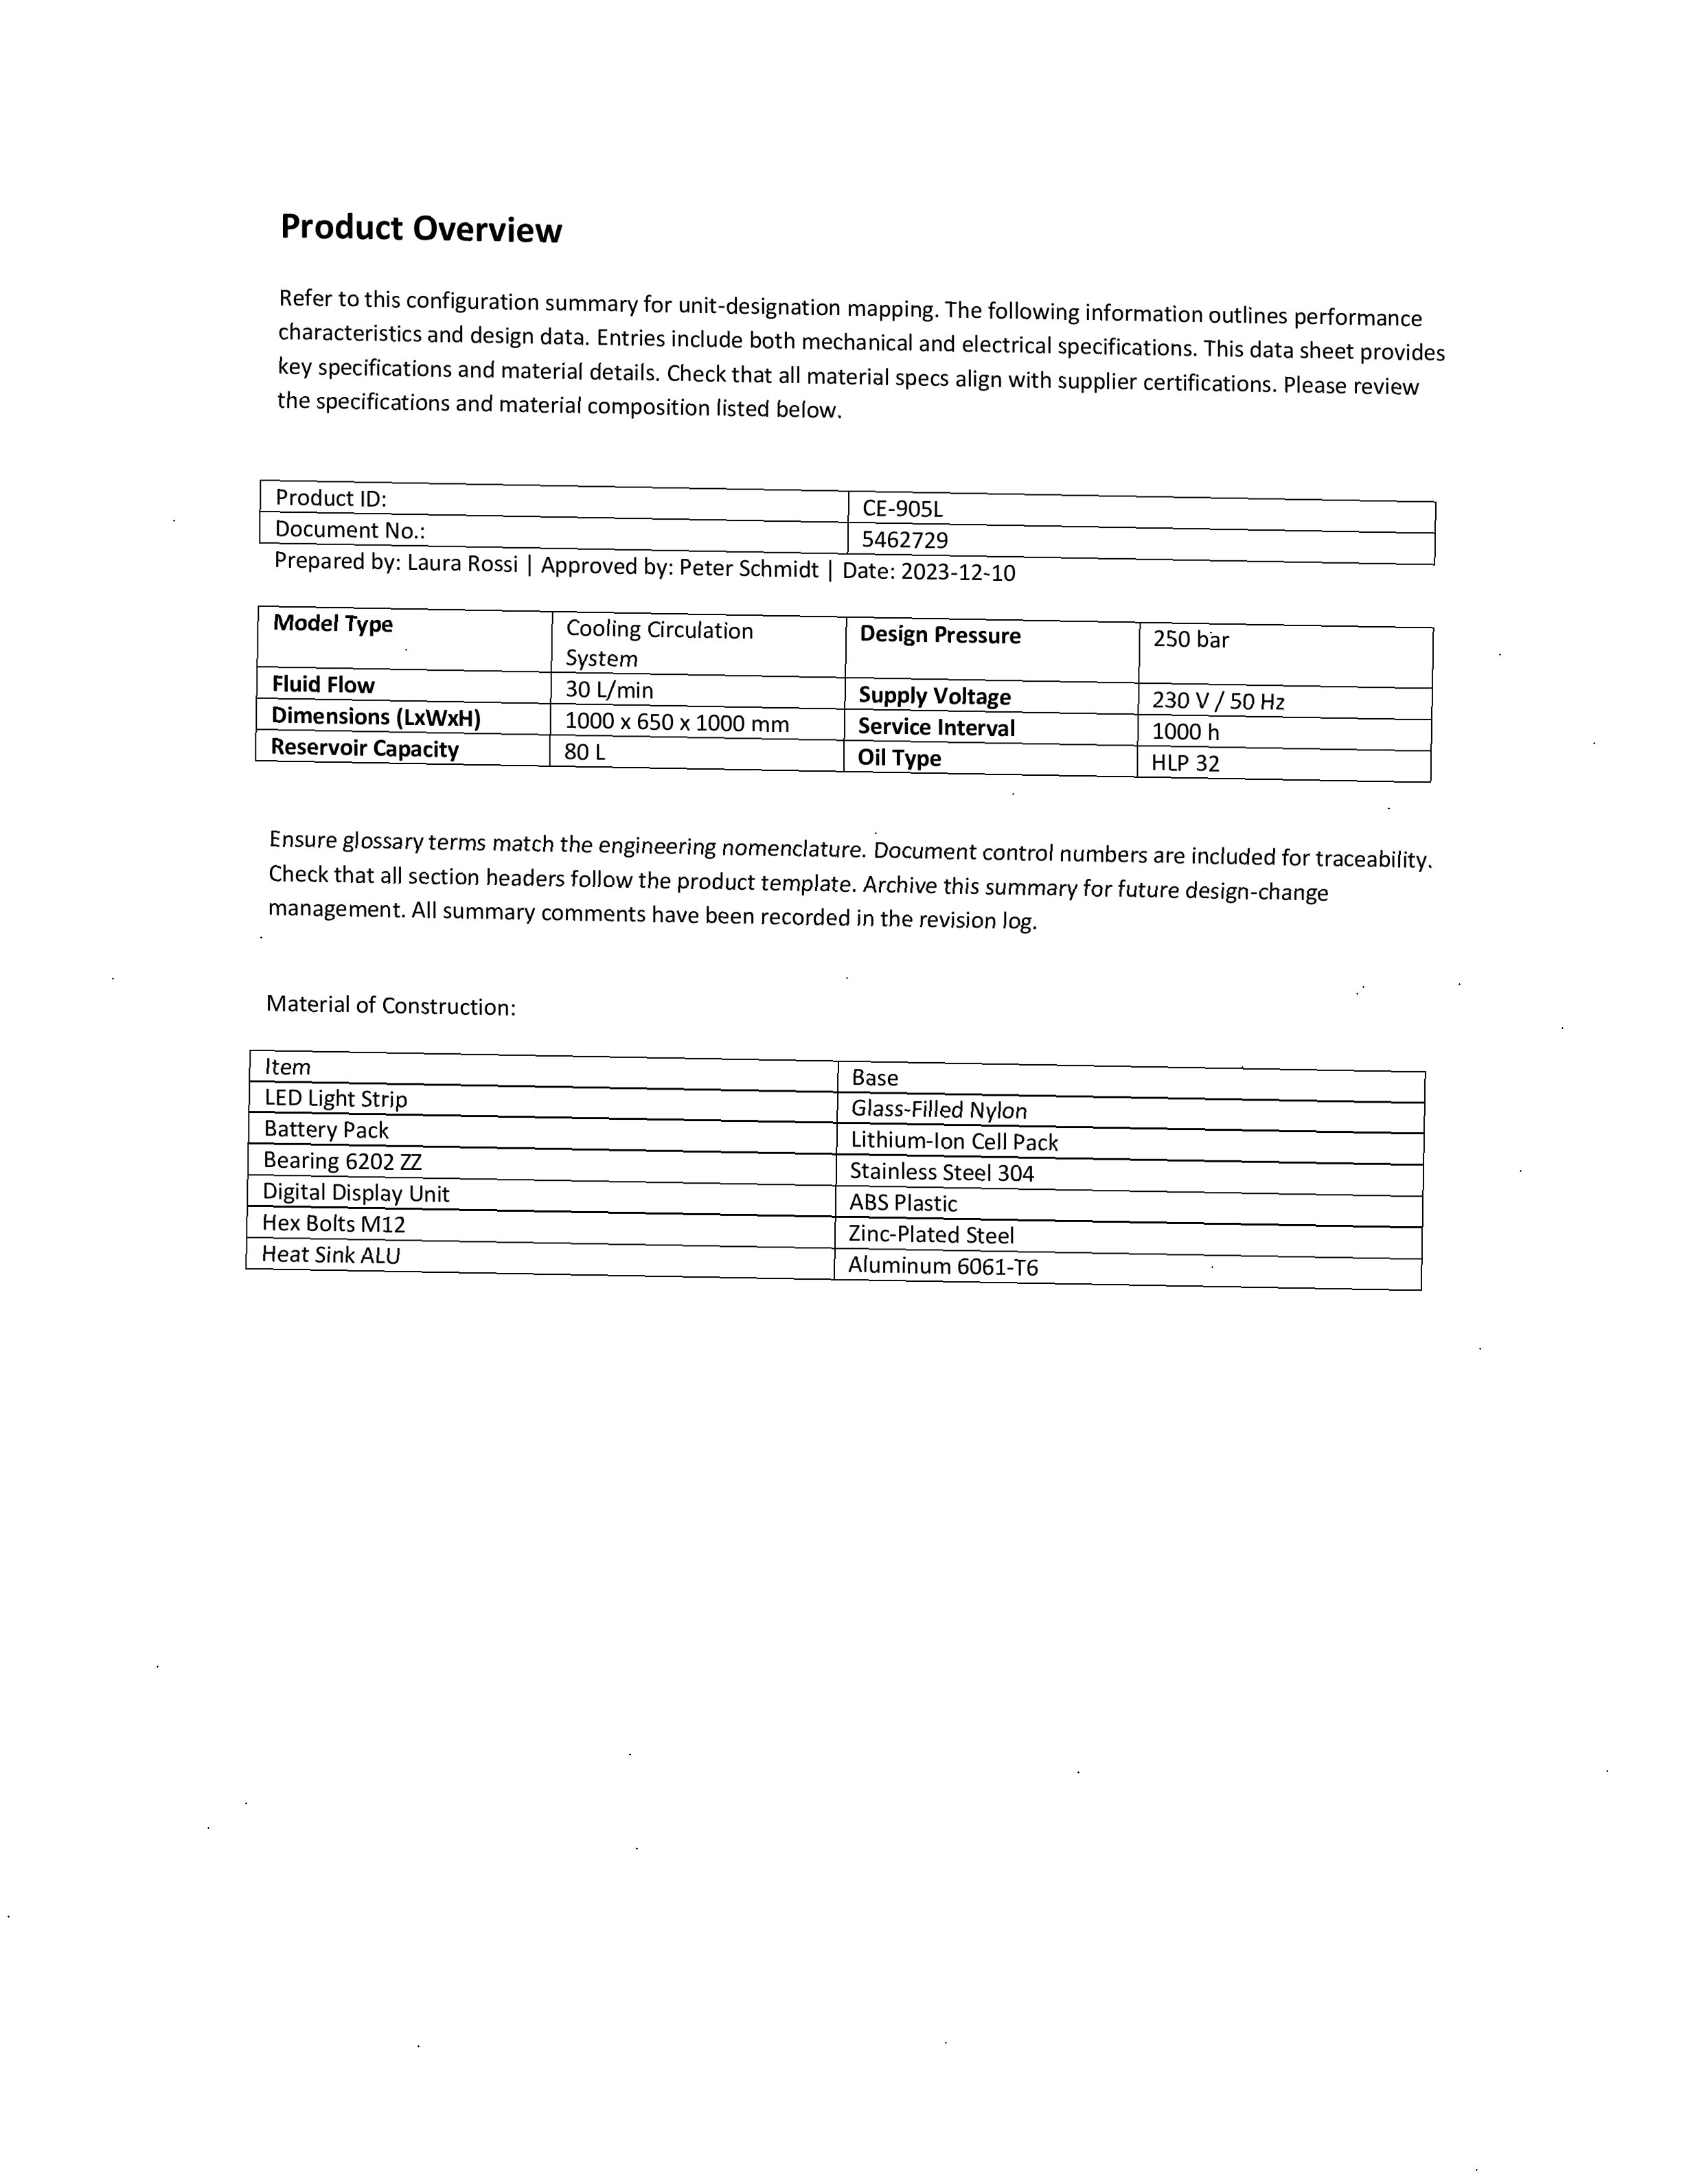 Product Overview
Refer to this configuration summary for unit-designation mapping. The following information outlines performance
characteristics and design data. Entries include both mechanical and electrical specifications. This data sheet provides
key specifications and material details. Check that all material specs align with supplier certifications. Please review
the specifications and material composition listed below.
Product ID: CE-905L
Document No.: 5462729
Prepared by: Laura Rossi | Approved by: Peter Schmidt | Date: 2023-12-10
Model Type Cooling Circulation System Design Pressure 250 bar
Fluid Flow 30 L/min Supply Voltage 230 V / 50 Hz
Dimensions (LxWxH) 1000 x 650 x 1000 mm Service Interval 1000 h
Reservoir Capacity 80 L Oil Type HLP 32
Ensure glossary terms match the engineering nomenclature. Document control numbers are included for traceability.
Check that all section headers follow the product template. Archive this summary for future design-change
management. All summary comments have been recorded in the revision log.
Material of Construction:
Item Base
LED Light Strip Glass-Filled Nylon
Battery Pack Lithium-Ion Cell Pack
Bearing 6202 ZZ Stainless Steel 304
Digital Display Unit ABS Plastic
Hex Bolts M12 Zinc-Plated Steel
Heat Sink ALU Aluminum 6061-T6